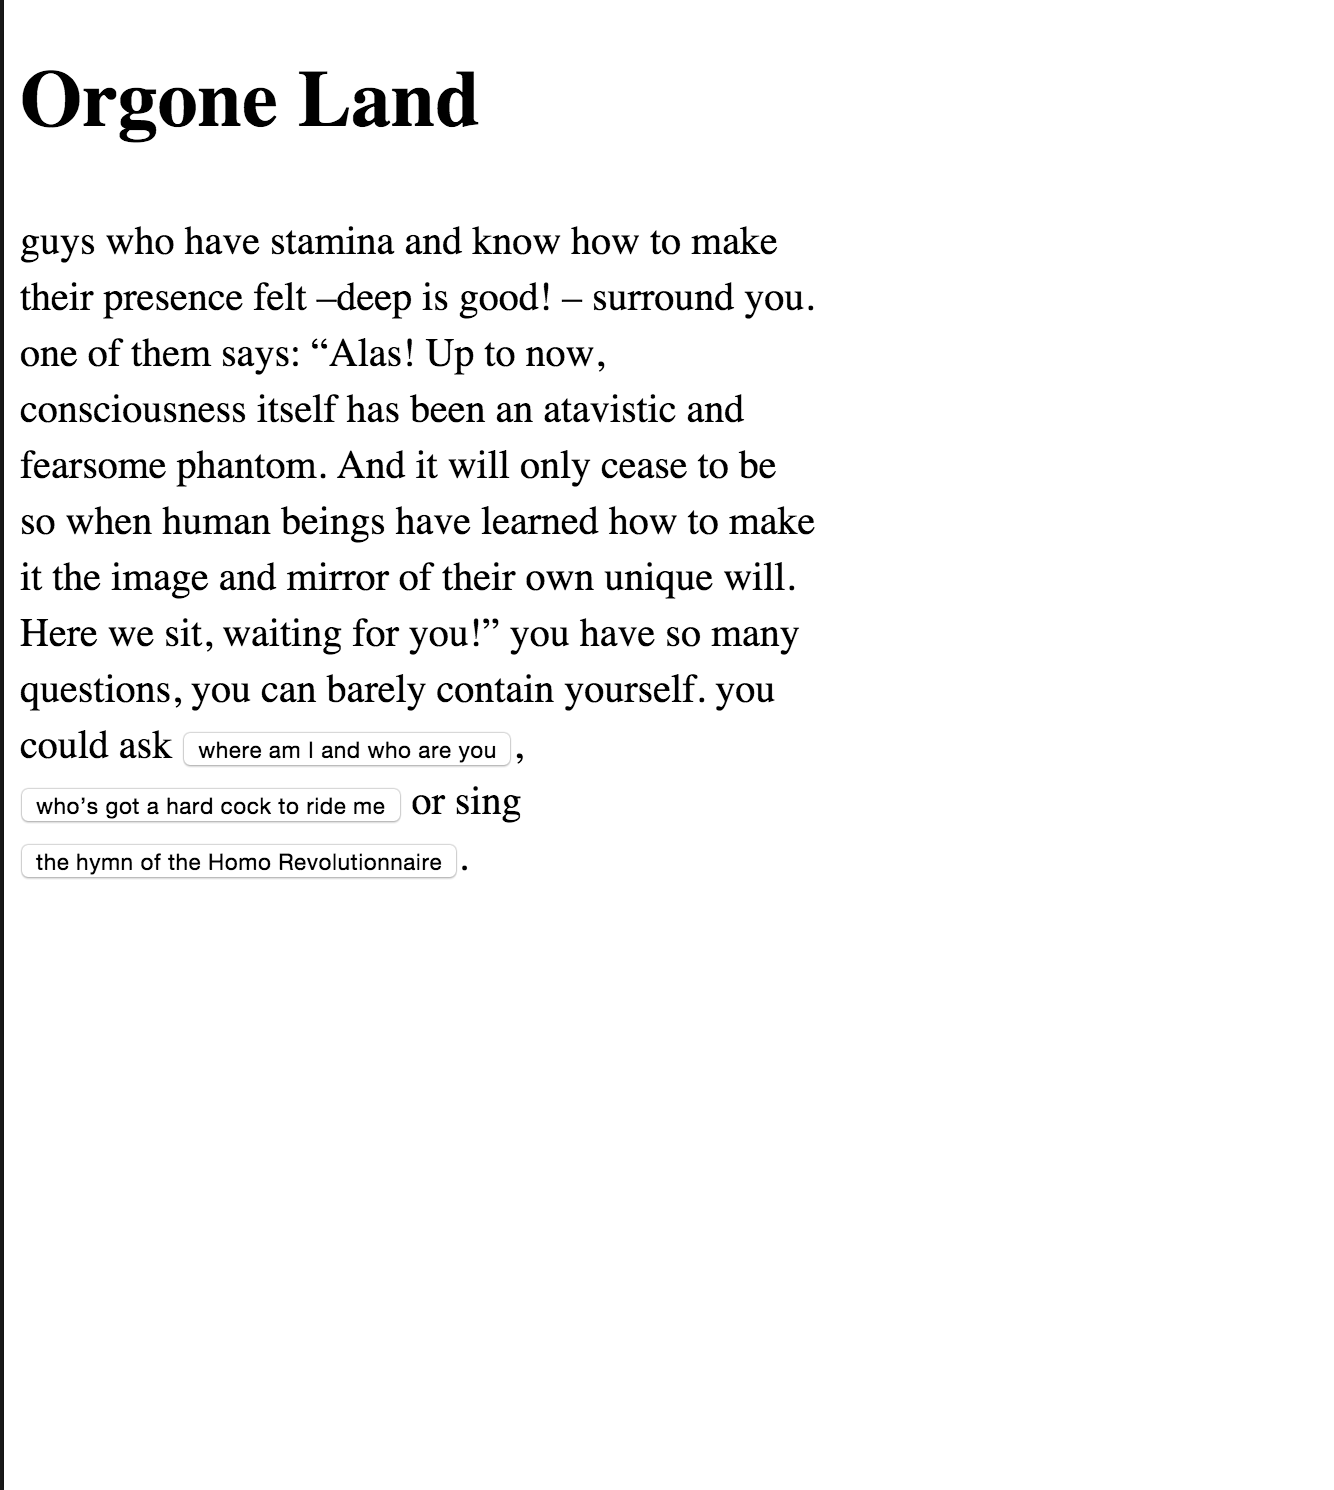 Orgone Land
guys who have stamina and know how to make
their presence felt –deep is good! – surround you.
one of them says: “Alas! Up to now,
consciousness itself has been an atavistic and
fearsome phantom. And it will only cease to be
so when human beings have learned how to make
it the image and mirror of their own unique will.
Here we sit, waiting for you!” you have so many
questions, you can barely contain yourself. you
could ask where am I and who are you ,
who’s got a hard cock to ride me or sing
the hymn of the Homo Revolutionnaire .